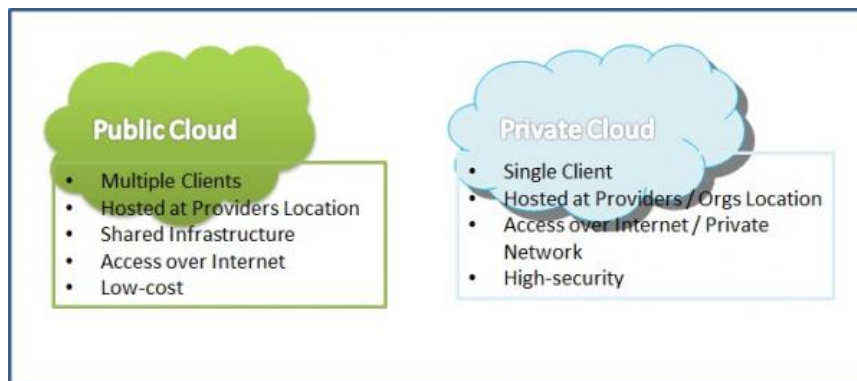 Public Cloud
• Multiple Clients
• Hosted at Providers Location
• Shared Infrastructure
• Access over Internet
• Low-cost
Private Cloud
• Single Client
• Hosted at Providers / Orgs Location
• Access over Internet / Private
Network
• High-security